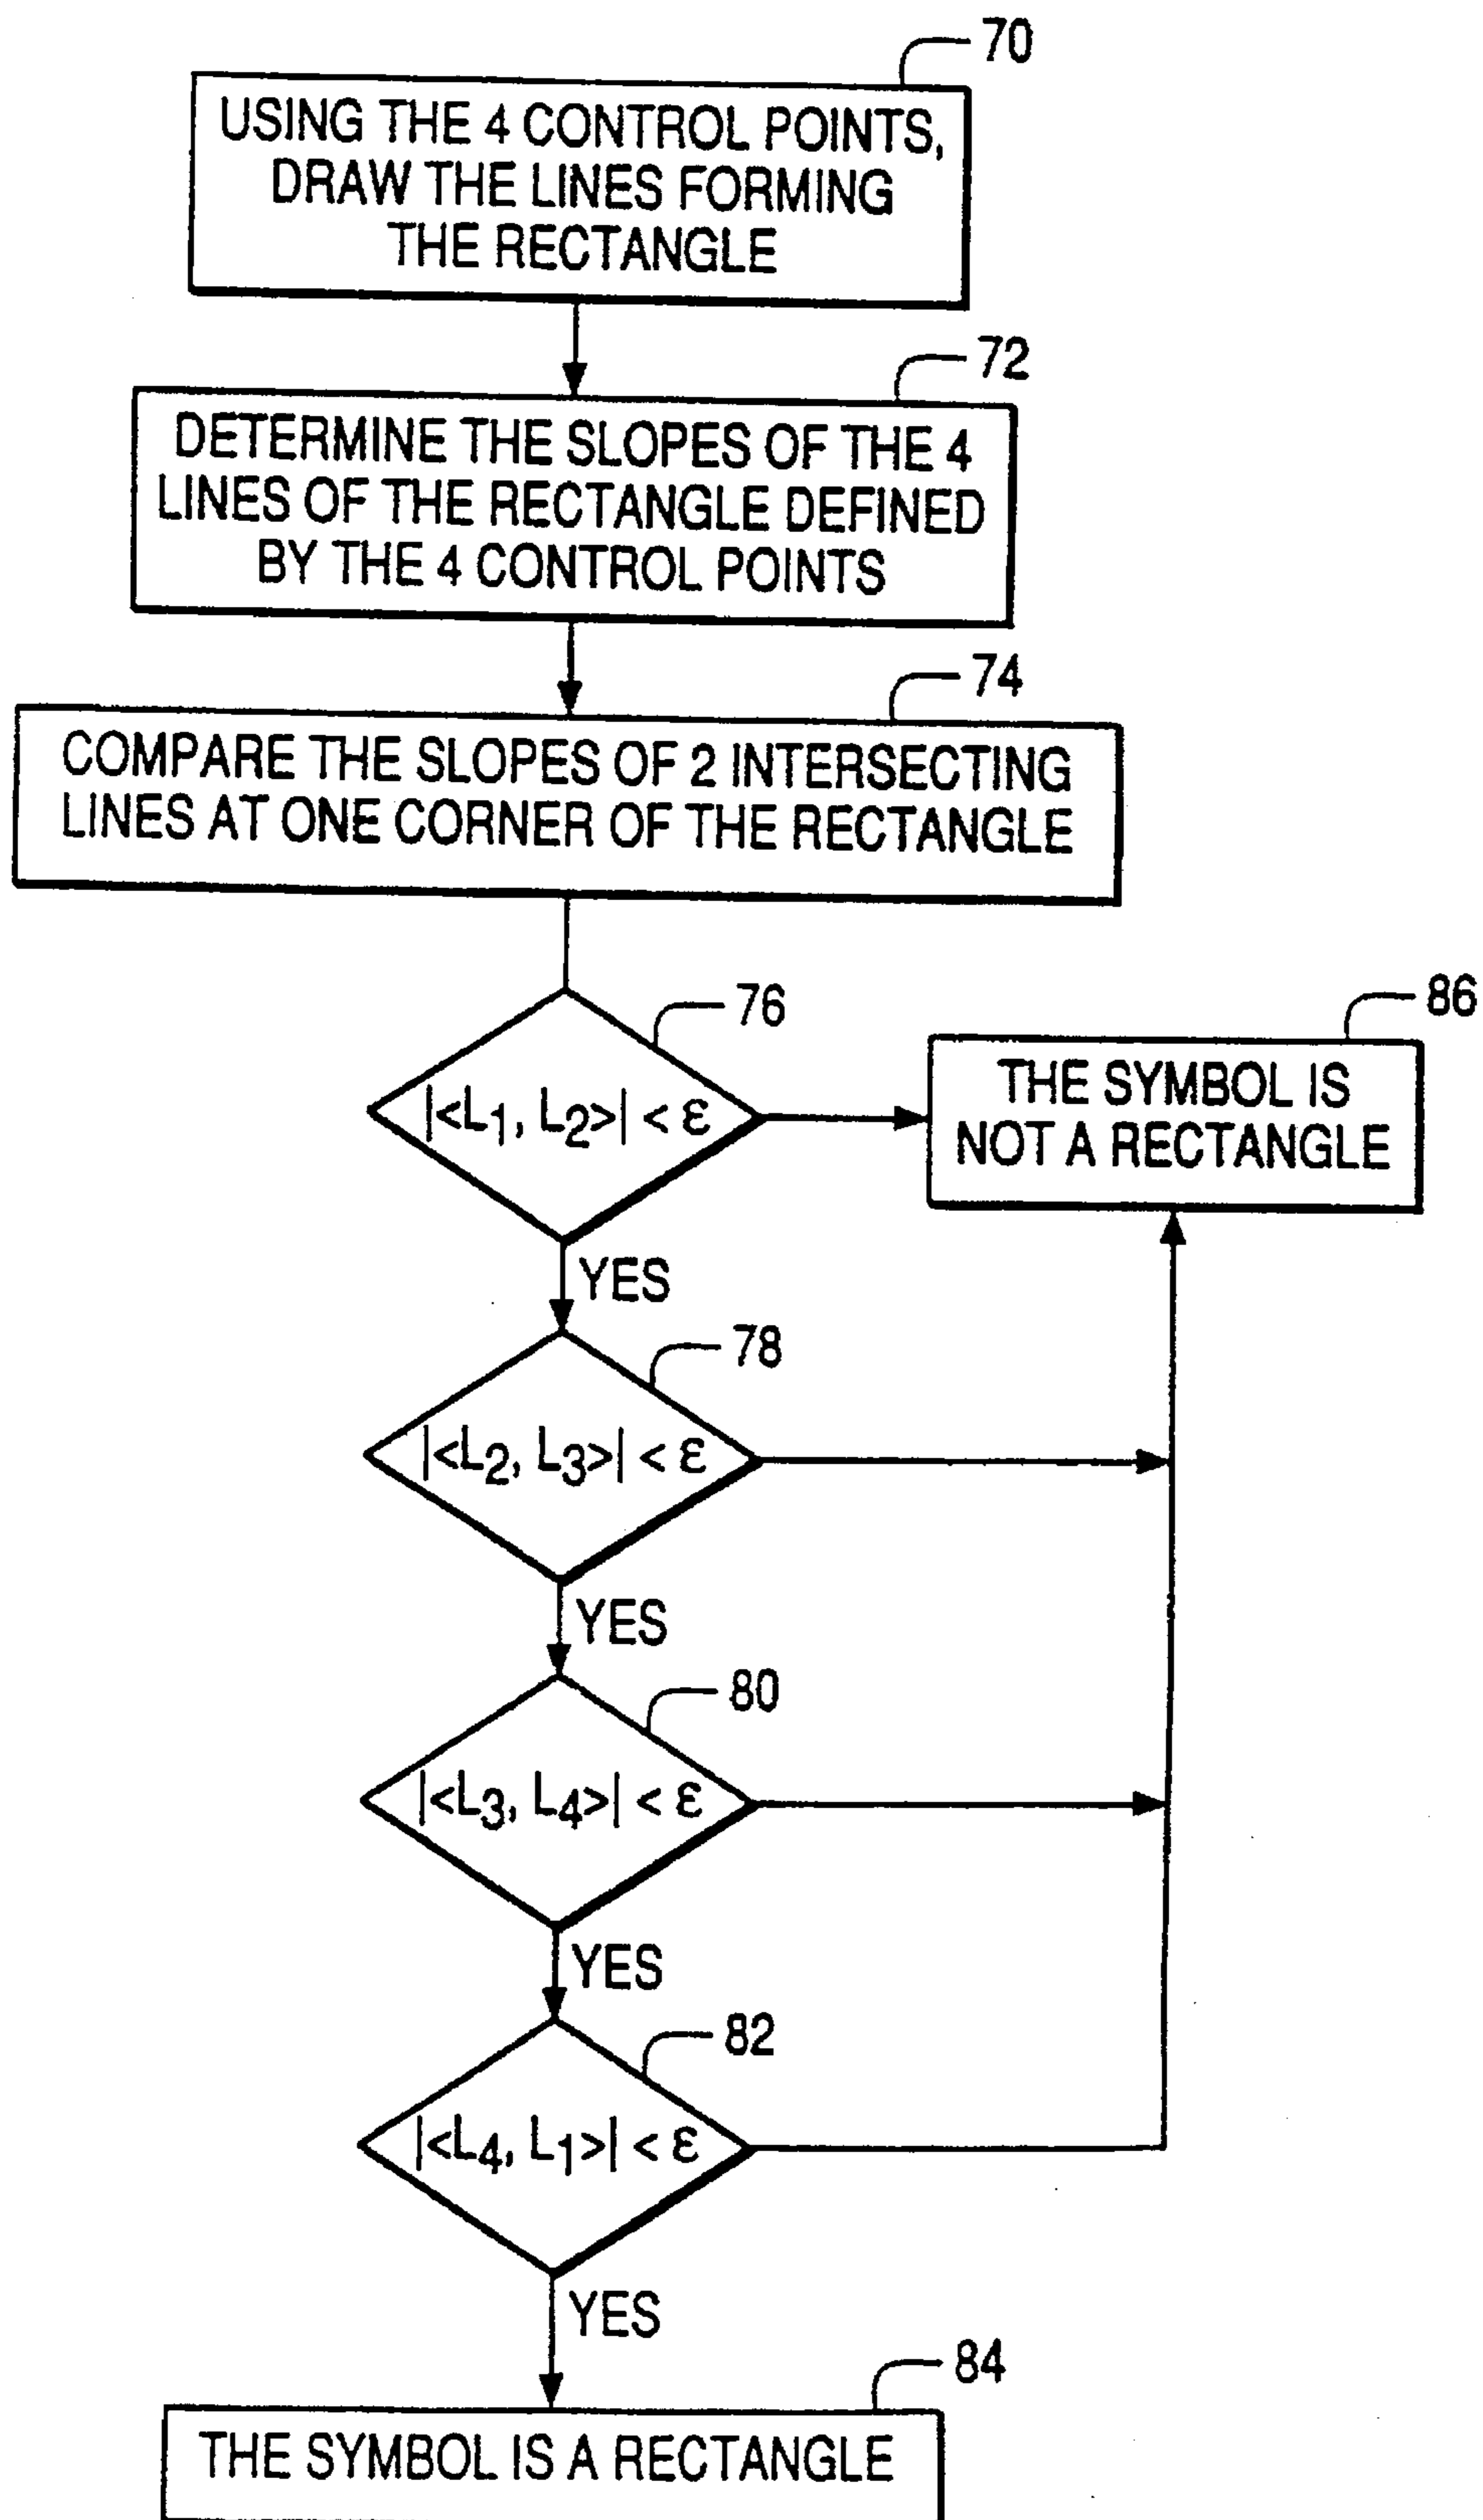 70
USING THE 4 CONTROL POINTS,
DRAW THE LINES FORMING
THE RECTANGLE
72
DETERMINE THE SLOPES OF THE 4
LINES OF THE RECTANGLE DEFINED
BY THE 4 CONTROL POINTS
74
COMPARE THE SLOPES OF 2 INTERSECTING
LINES AT ONE CORNER OF THE RECTANGLE
76
|<L1, L2>| < ε
86
THE SYMBOL IS
NOT A RECTANGLE
YES
78
|<L2, L3>| < ε
YES
80
|<L3, L4>| < ε
YES
82
|<L4, L1>| < ε
YES
84
THE SYMBOL IS A RECTANGLE